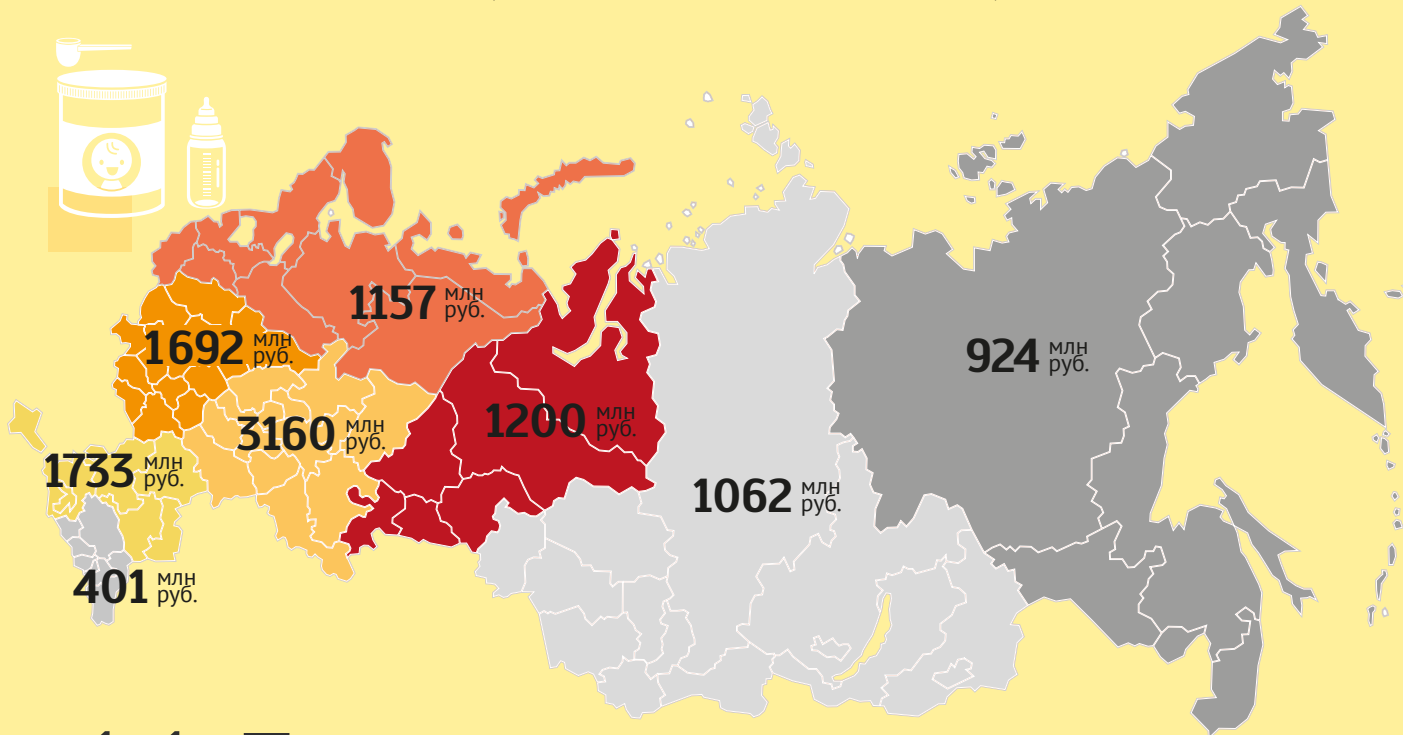 1157 млн руб.
1692 млн руб.
924 млн руб.
1200 млн руб.
3160 млн руб.
1733 млн руб.
1062 млн руб.
401 млн руб.